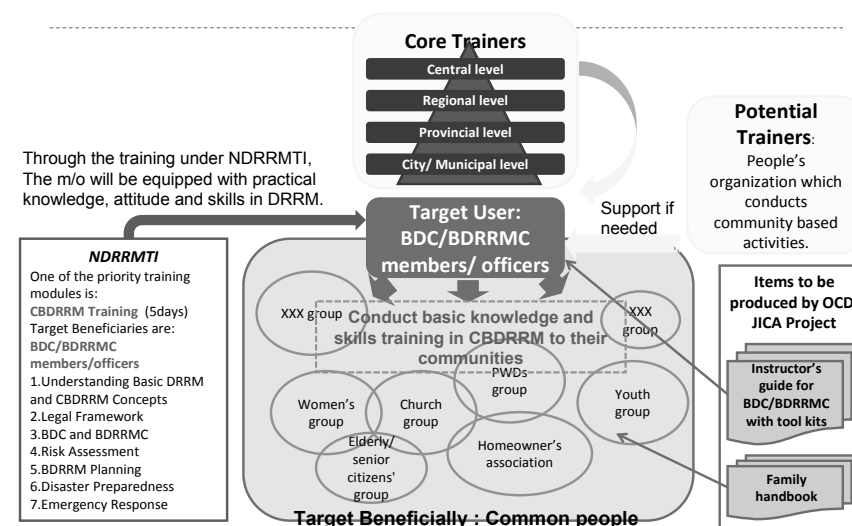 Core Trainers
Central level
Regional level
Provincial level
City/ Municipal level
Potential
Trainers:
People's
organization which
conducts
community based
activities.
Through the training under NDRRMTI,
The m/o will be equipped with practical
knowledge, attitude and skills in DRRM.
Target User:
BDC/BDRRMC
members/ officers
Support if
needed
NDRRMTI
One of the priority training
modules is:
CBDRRM Training (5days)
Target Beneficiaries are:
BDC/BDRRMC
members/officers
1.Understanding Basic DRRM
and CBDRRM Concepts
2.Legal Framework
3.BDC and BDRRMC
4.Risk Assessment
5.BDRRM Planning
6.Disaster Preparedness
7.Emergency Response
XXX group
Conduct basic knowledge and
skills training in CBDRRM to their
communities
XXX
group
PWDs
group
Women's
group
Church
group
Youth
group
Elderly/
senior
citizens'
group
Homeowner's
association
Target Beneficially : Common people
Items to be
produced by OCD
JICA Project
Instructor's
guide for
BDC/BDRRMC
with tool kits
Family
handbook